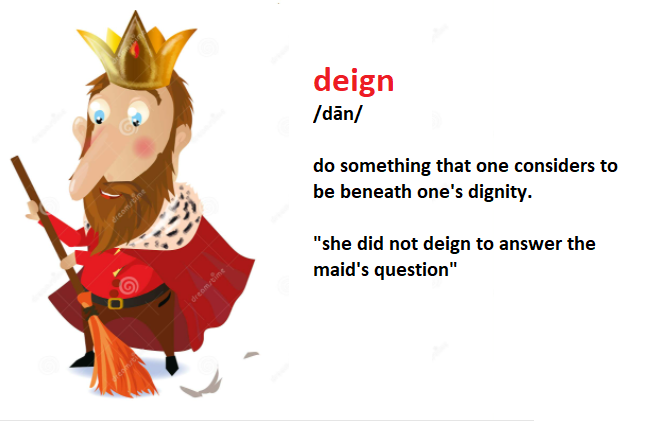 deign
/dān/
do something that one considers to
be beneath one's dignity.
"she did not deign to answer the
maid's question"
dreamstime